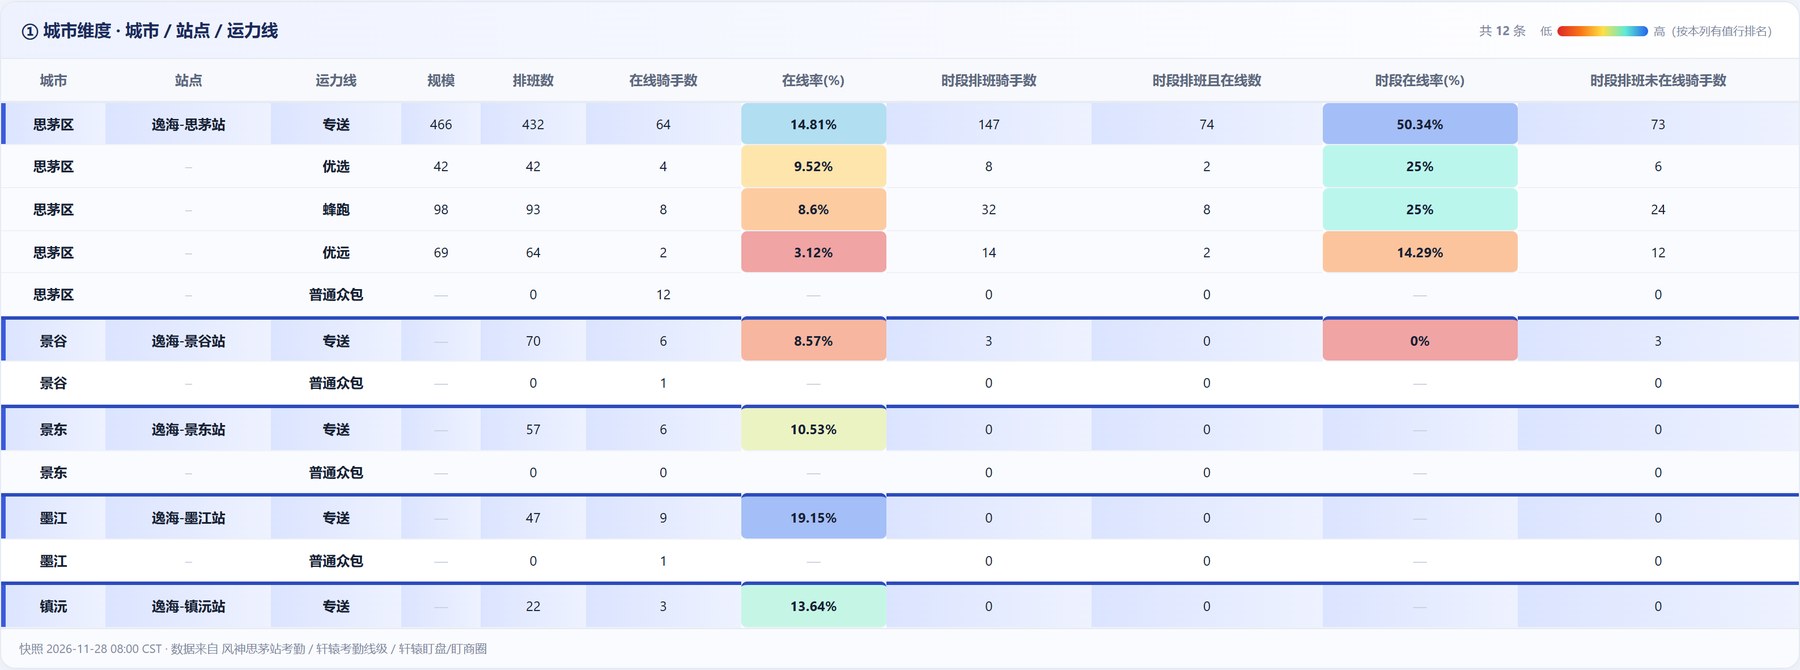 ① 城市维度 · 城市 / 站点 / 运力线
共 12 条 低 高 (按本列有值行排名)
城市 站点 运力线 规模 排班数 在线骑手数 在线率(%) 时段排班骑手数 时段排班且在线数 时段在线率(%) 时段排班未在线骑手数
思茅区 逸海-思茅站 专送 466 432 64 14.81% 147 74 50.34% 73
思茅区 – 优选 42 42 4 9.52% 8 2 25% 6
思茅区 – 蜂跑 98 93 8 8.6% 32 8 25% 24
思茅区 – 优远 69 64 2 3.12% 14 2 14.29% 12
思茅区 – 普通众包 — 0 12 — 0 0 — 0
景谷 逸海-景谷站 专送 — 70 6 8.57% 3 0 0% 3
景谷 – 普通众包 — 0 1 — 0 0 — 0
景东 逸海-景东站 专送 — 57 6 10.53% 0 0 — 0
景东 – 普通众包 — 0 0 — 0 0 — 0
墨江 逸海-墨江站 专送 — 47 9 19.15% 0 0 — 0
墨江 – 普通众包 — 0 1 — 0 0 — 0
镇沅 逸海-镇沅站 专送 — 22 3 13.64% 0 0 — 0
快照 2026-11-28 08:00 CST · 数据来自 风神思茅站考勤 / 轩辕考勤线级 / 轩辕盯盘/盯商圈